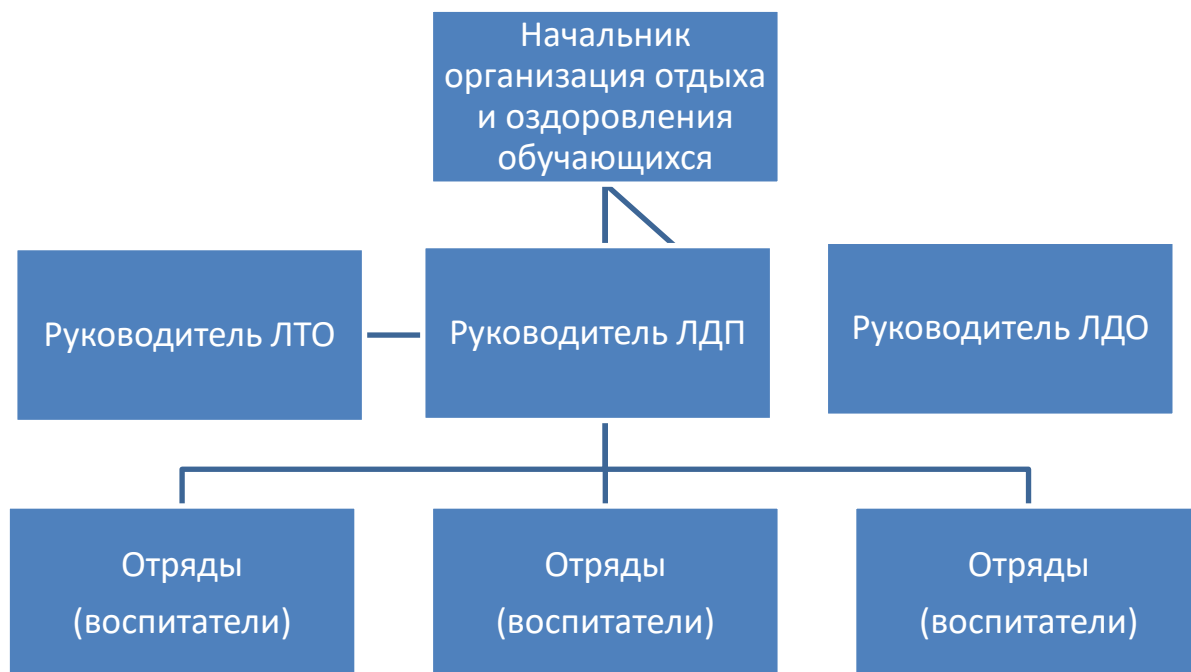 Начальник
организация отдыха
и оздоровления
обучающихся
Руководитель ЛТО
Руководитель ЛДП
Руководитель ЛДО
Отряды
(воспитатели)
Отряды
(воспитатели)
Отряды
(воспитатели)